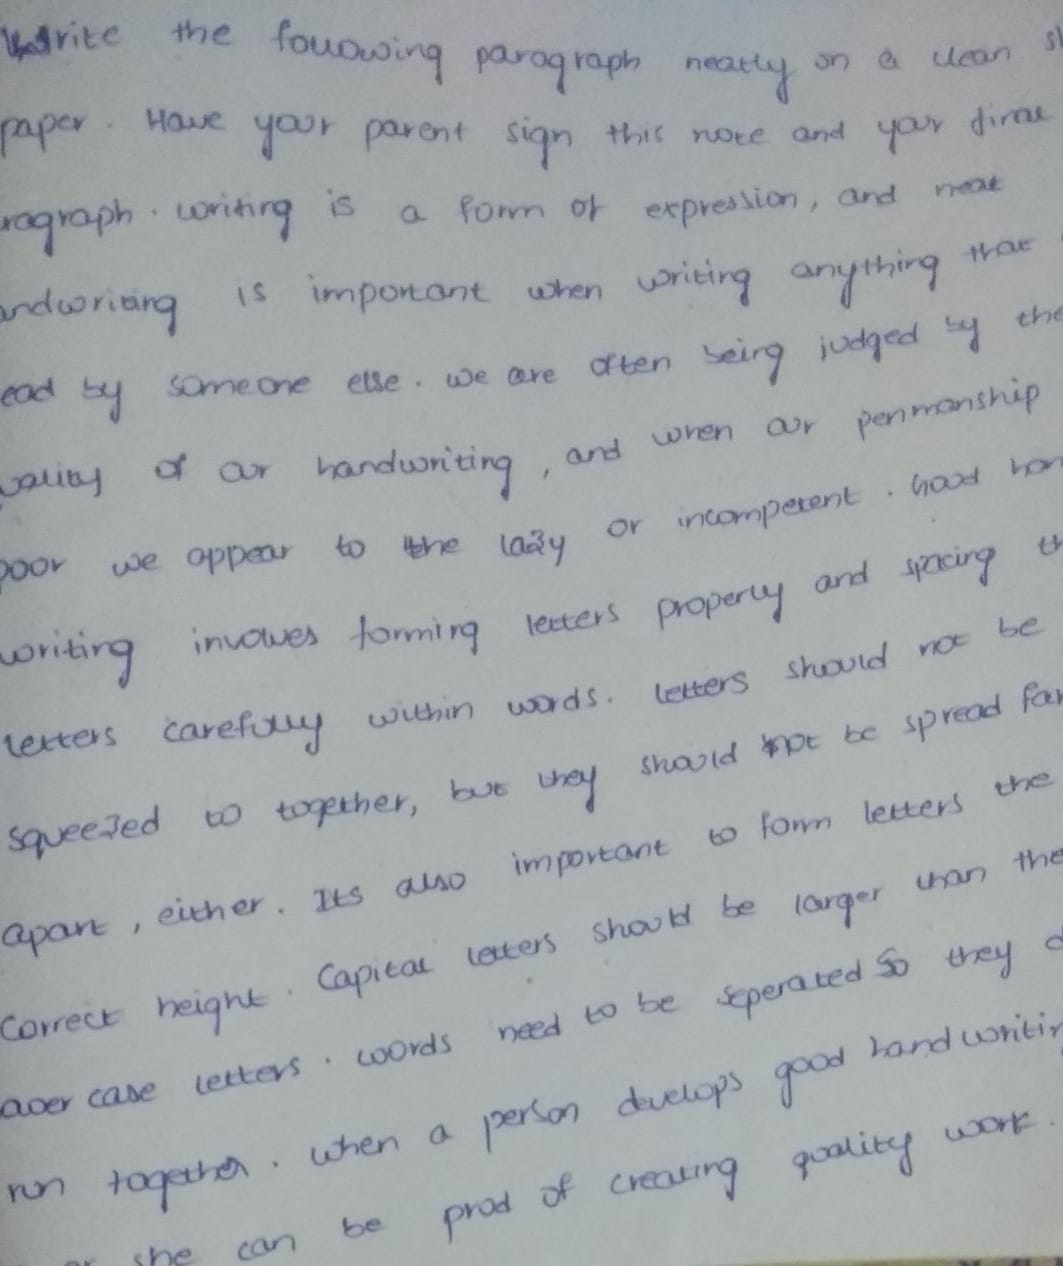 Write the following paragraph neatly on a clean
paper. Have your parent sign this note and your final
ragraph. writing is a form of expression, and neat
andwriting is important when writing anything that
ead by someone else. we are often being judged by the
uality of our handwriting, and when our penmanship
poor we appear to the lazy or incompetent. Good han
writing involves forming letters properly and spacing th
letters carefully within words. letters should not be
squeezed to together, but they should not be spread far
apart, either. Its also important to form letters the
correct height. Capital letters should be larger than the
ower case letters. words need to be seperated so they d
run together. when a person develops good handwritin
she can be prod of creating quality work.